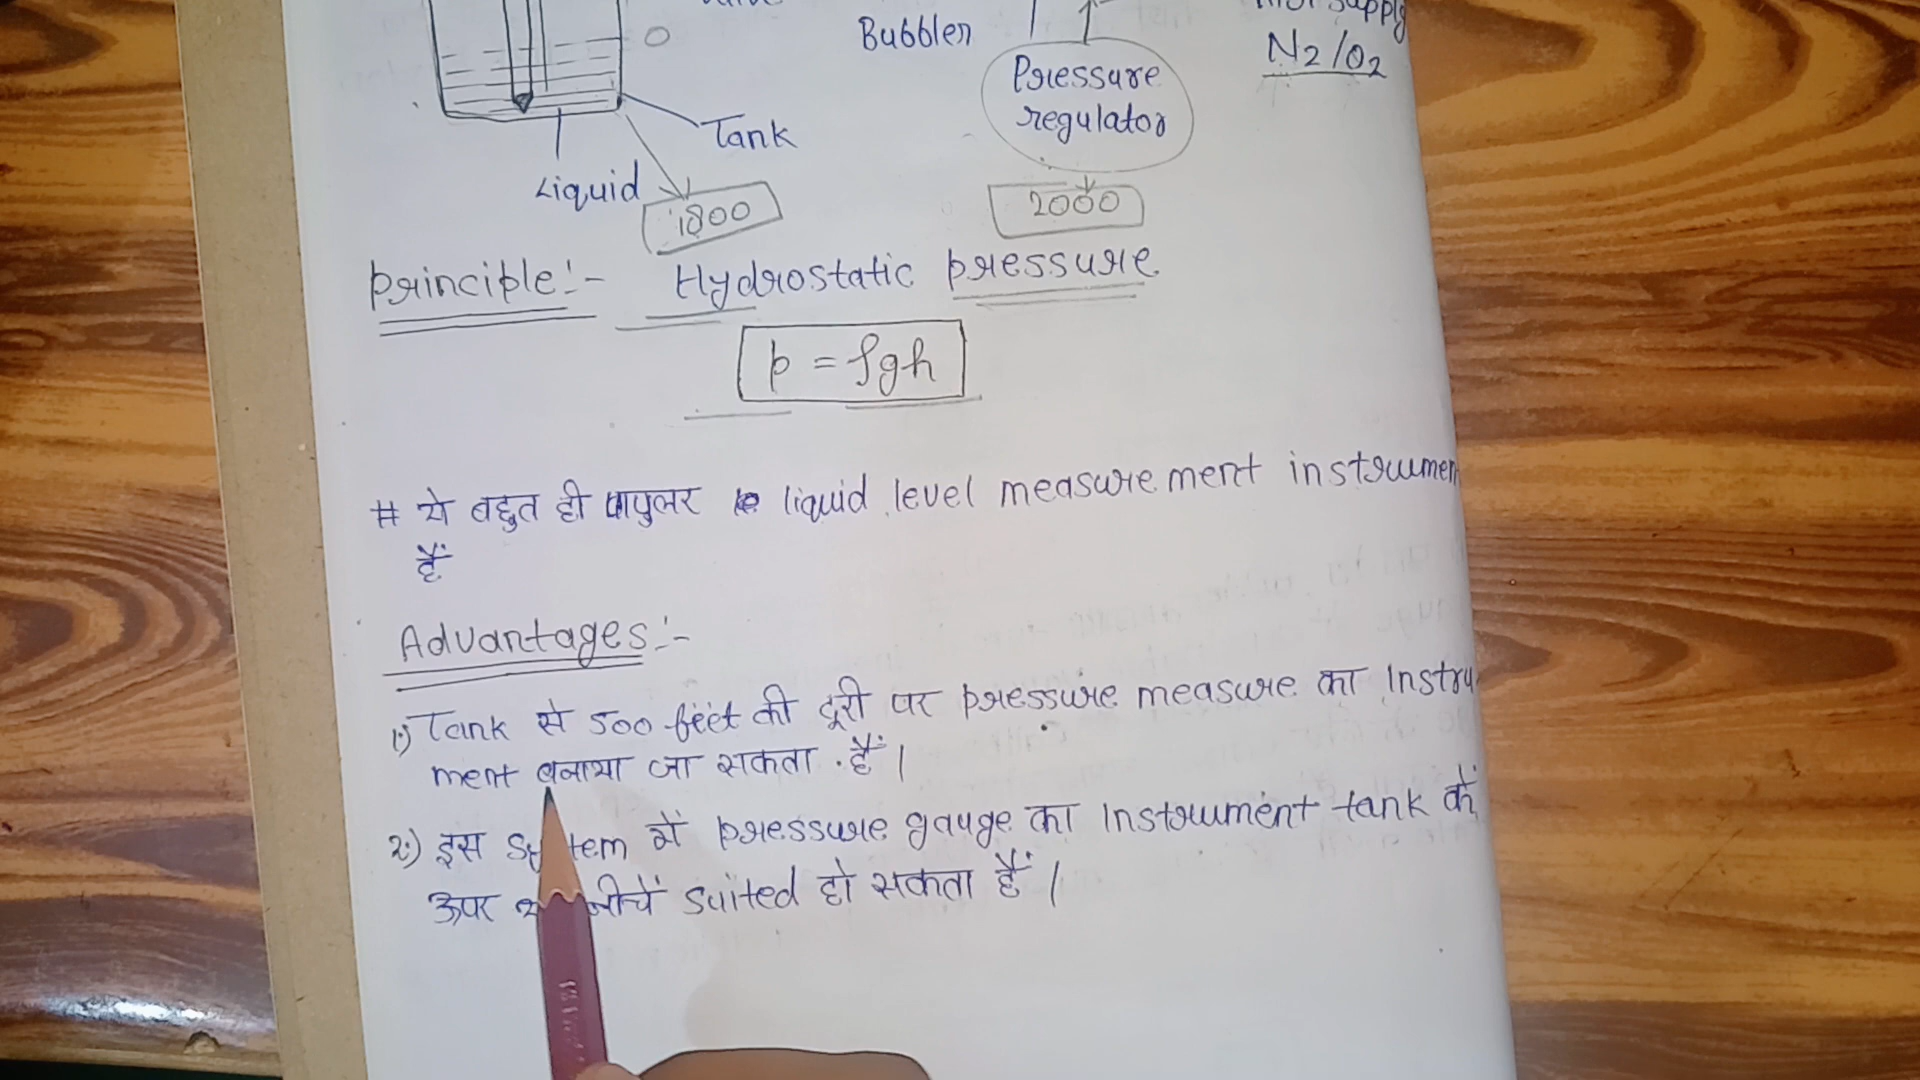 Bubbler
supply
N2/O2
Pressure
regulator
Tank
Liquid
1800
2000
principle:- Hydrostatic pressure
p = ρgh
# ये बहुत ही पापुलर liquid level measurement instrumen
हैं
Advantages:-
1.) Tank से 500 feet की दूरी पर pressure measure का Instru
ment बनाया जा सकता हैं।
2.) इस system में pressure gauge का Instrument tank के
ऊपर नीचें suited हो सकता हैं।